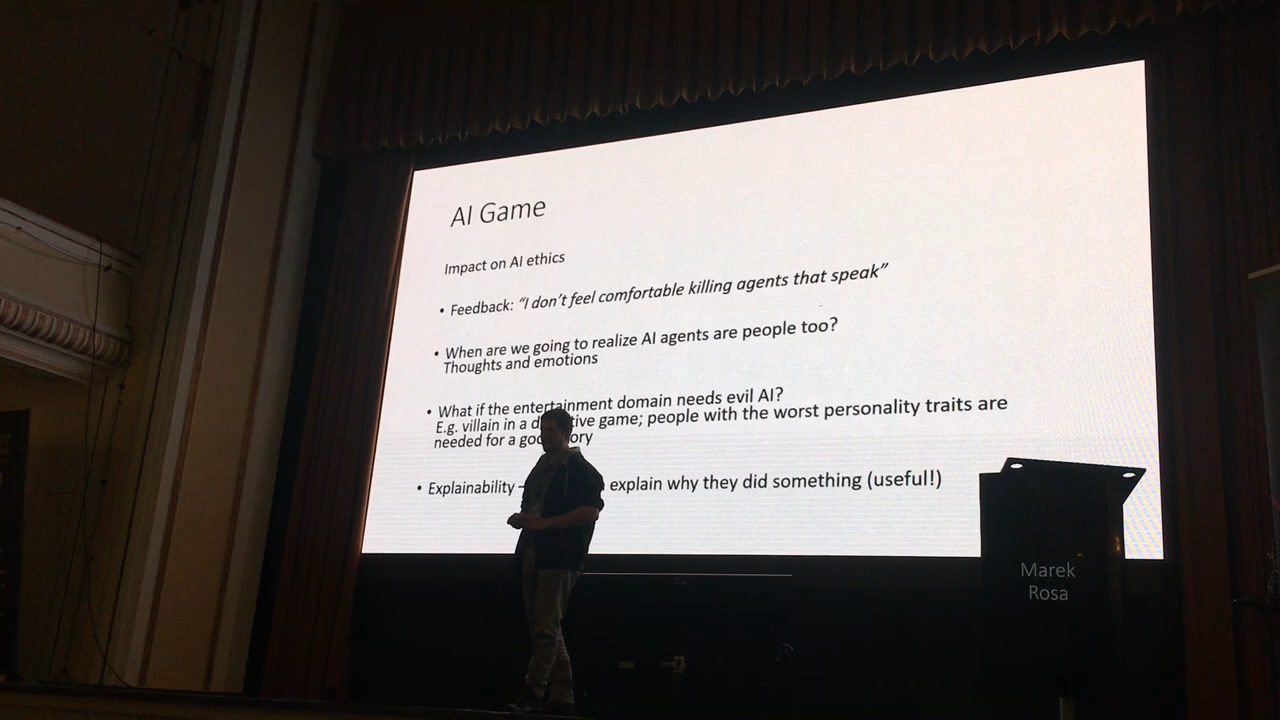 AI Game
Impact on AI ethics
• Feedback: “I don’t feel comfortable killing agents that speak”
• When are we going to realize AI agents are people too?
Thoughts and emotions
• What if the entertainment domain needs evil AI?
E.g. villain in a game; people with the worst personality traits are
needed for a
• Explainability – explain why they did something (useful!)
Marek
Rosa